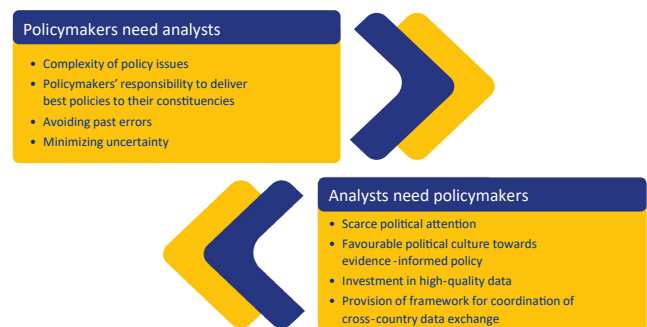 Policymakers need analysts
• Complexity of policy issues
• Policymakers’ responsibility to deliver
best policies to their constituencies
• Avoiding past errors
• Minimizing uncertainty
Analysts need policymakers
• Scarce political attention
• Favourable political culture towards
evidence-informed policy
• Investment in high-quality data
• Provision of framework for coordination of
cross-country data exchange